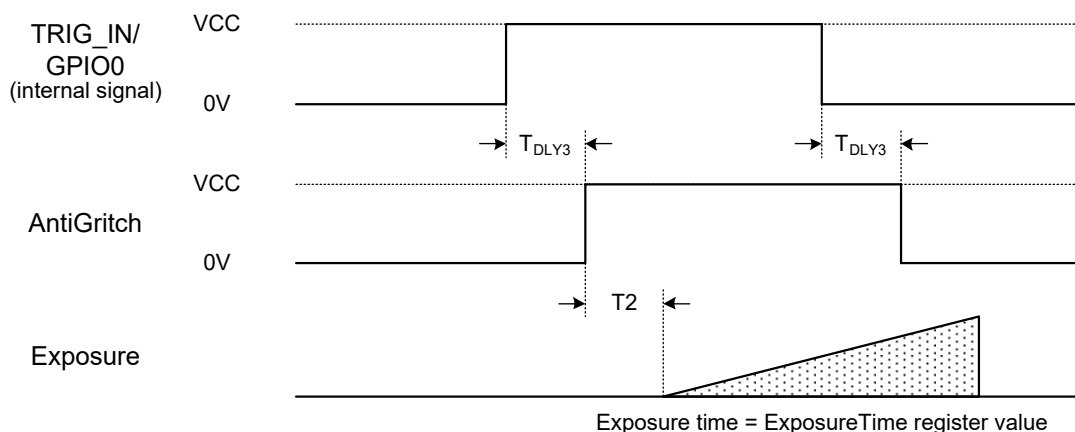 VCC
TRIG_IN/
GPIO0
(internal signal)
0V
TDLY3
TDLY3
VCC
AntiGritch
0V
T2
Exposure
Exposure time = ExposureTime register value